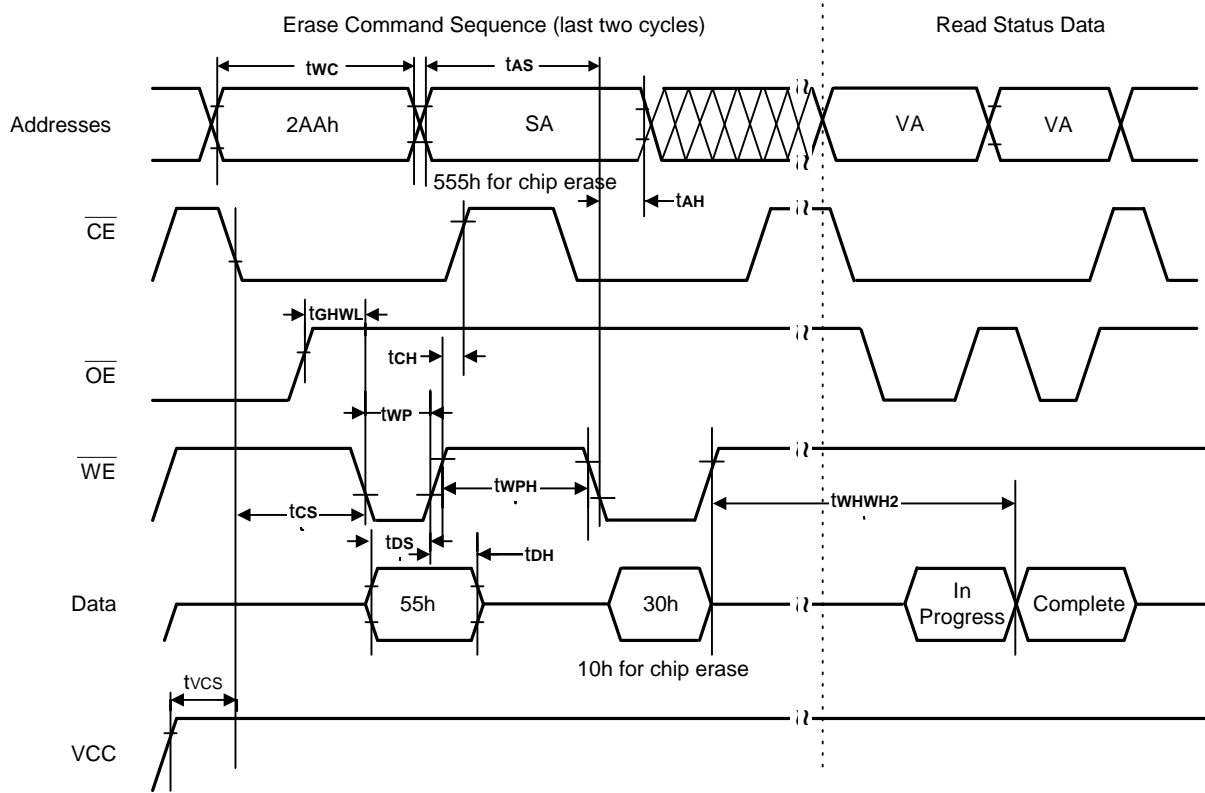 Erase Command Sequence (last two cycles)
Read Status Data
tWC
tAS
Addresses
2AAh
SA
VA
VA
555h for chip erase
tAH
CE
tGHWL
tCH
OE
tWP
WE
tWPH
tWHWH2
tCS
tDS
tDH
Data
55h
30h
In
Progress
Complete
10h for chip erase
tVCS
VCC